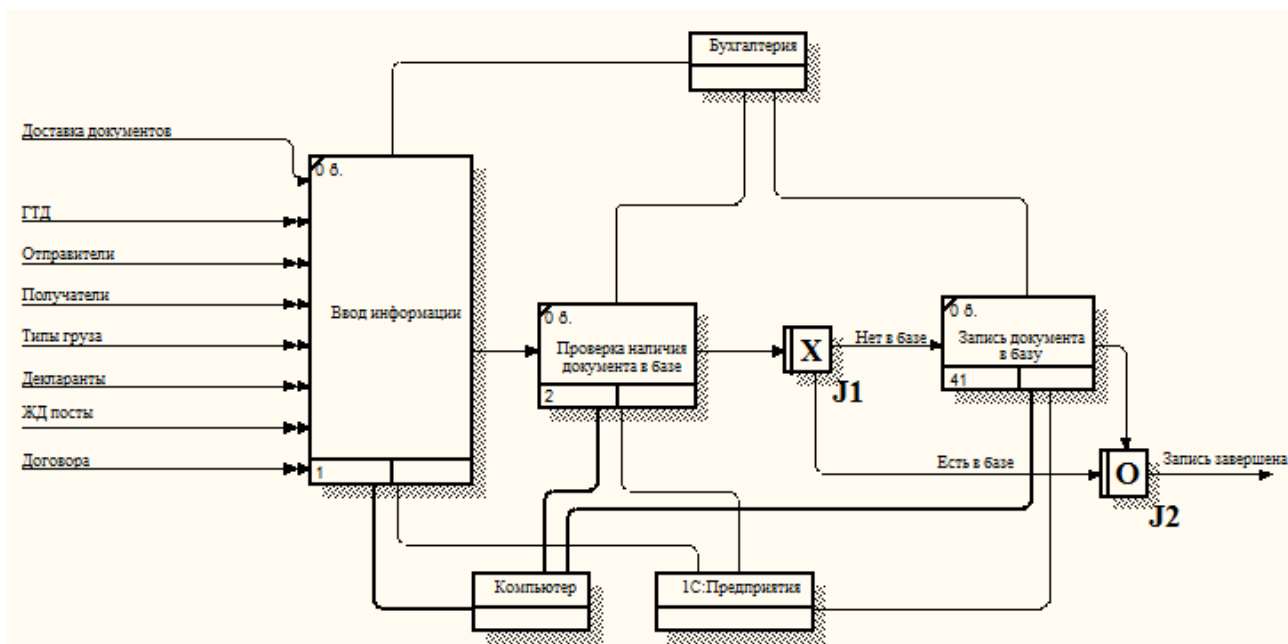 Бухгалтерия
Доставка документов
0 б.
ГТД
Отправители
Получатели
Типы груза
Декларанты
ЖД посты
Договора
Ввод информации
1
0 б.
Проверка наличия
документа в базе
2
X
J1
Нет в базе
Есть в базе
0 б.
Запись документа
в базу
41
O
J2
Запись завершена
Компьютер
1С:Предприятия